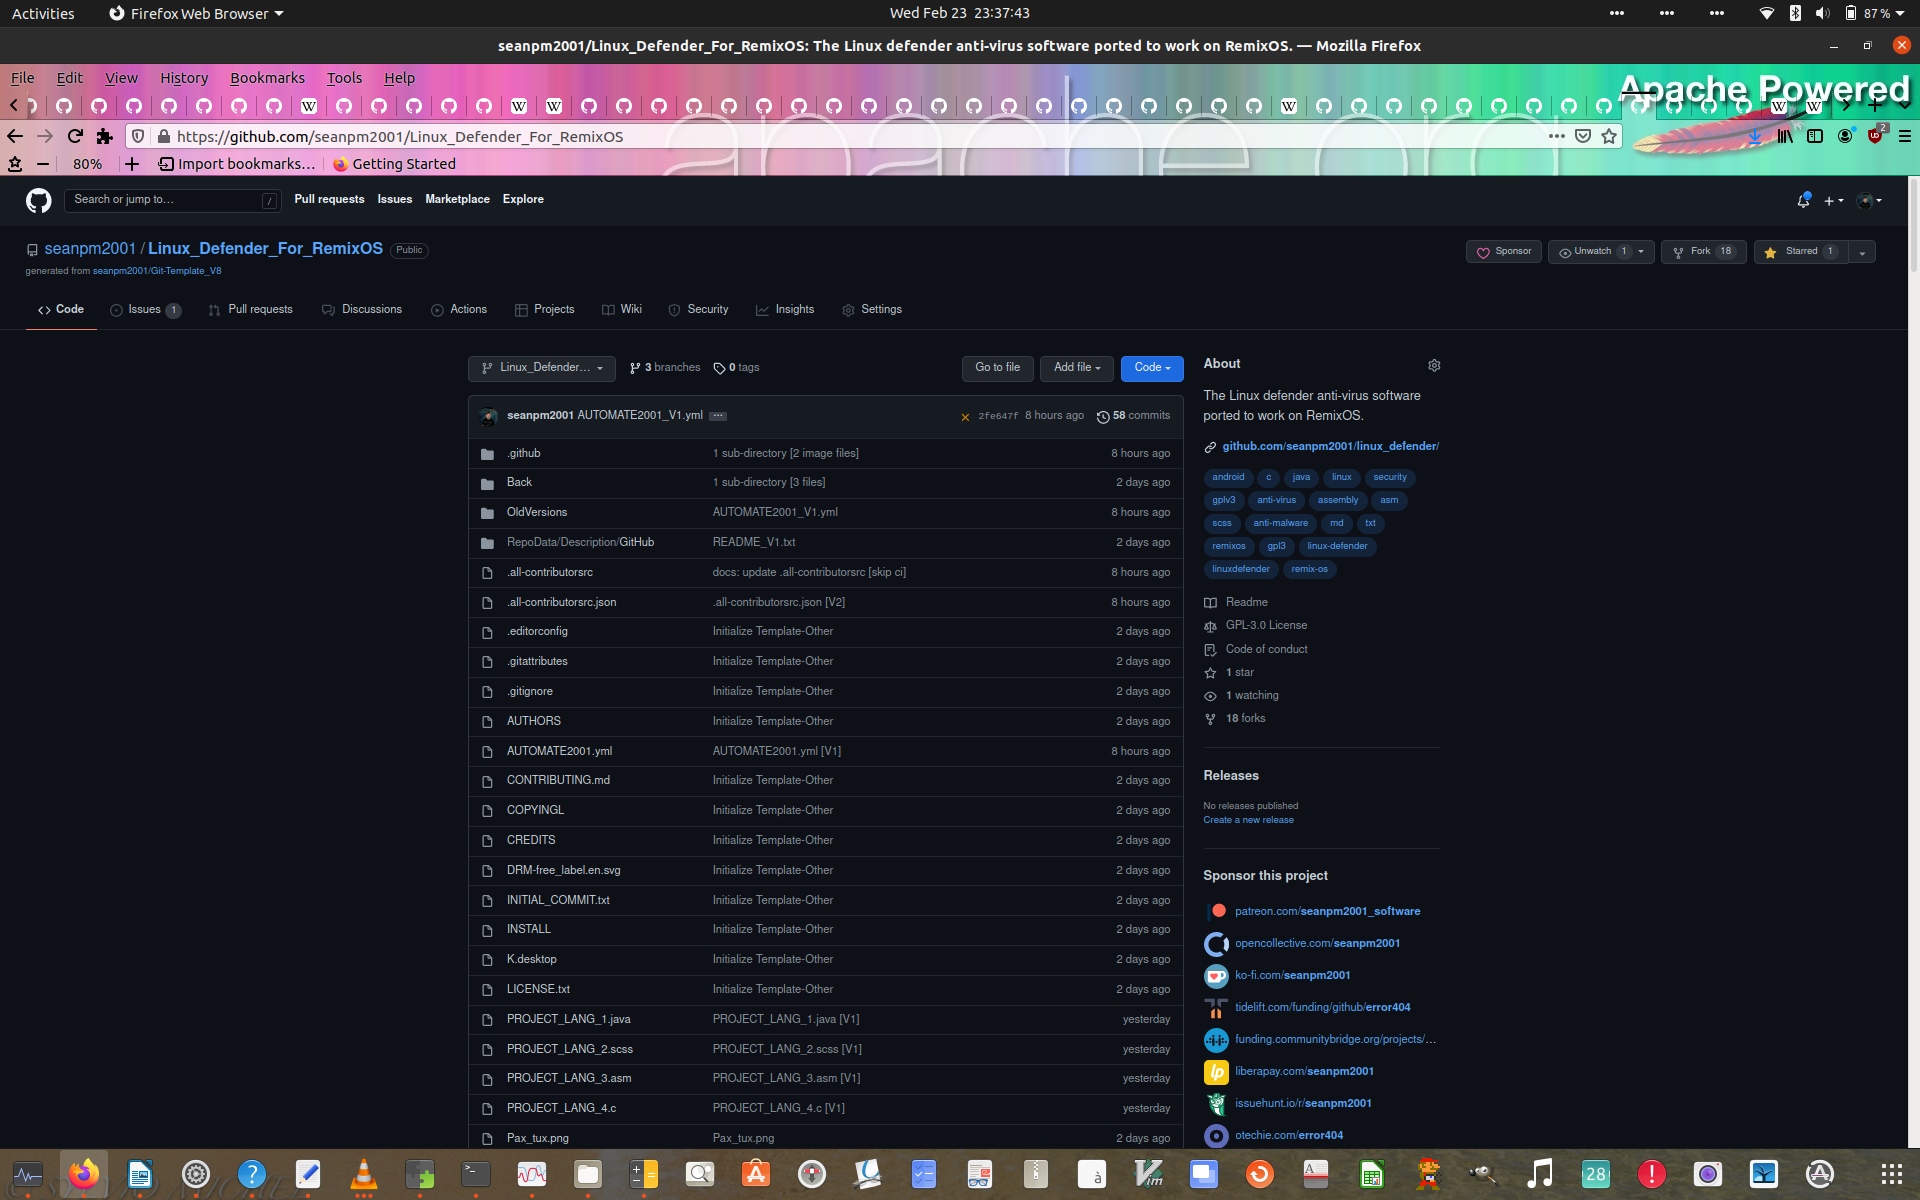 Activities Firefox Web Browser Wed Feb 23 23:37:43 87 %
seanpm2001/Linux_Defender_For_RemixOS: The Linux defender anti-virus software ported to work on RemixOS. — Mozilla Firefox
File Edit View History Bookmarks Tools Help
Apache Powered
https://github.com/seanpm2001/Linux_Defender_For_RemixOS
2
80% Import bookmarks… Getting Started
apache.org
Search or jump to… / Pull requests Issues Marketplace Explore
seanpm2001 / Linux_Defender_For_RemixOS Public
Sponsor Unwatch 1 Fork 18 Starred 1
generated from seanpm2001/Git-Template_V8
Code Issues 1 Pull requests Discussions Actions Projects Wiki Security Insights Settings
Linux_Defender... 3 branches 0 tags Go to file Add file Code
seanpm2001 AUTOMATE2001_V1.yml ... 2fe647f 8 hours ago 58 commits
.github 1 sub-directory [2 image files] 8 hours ago
Back 1 sub-directory [3 files] 2 days ago
OldVersions AUTOMATE2001_V1.yml 8 hours ago
RepoData/Description/GitHub README_V1.txt 2 days ago
.all-contributorsrc docs: update .all-contributorsrc [skip ci] 8 hours ago
.all-contributorsrc.json .all-contributorsrc.json [V2] 8 hours ago
.editorconfig Initialize Template-Other 2 days ago
.gitattributes Initialize Template-Other 2 days ago
.gitignore Initialize Template-Other 2 days ago
AUTHORS Initialize Template-Other 2 days ago
AUTOMATE2001.yml AUTOMATE2001.yml [V1] 8 hours ago
CONTRIBUTING.md Initialize Template-Other 2 days ago
COPYINGL Initialize Template-Other 2 days ago
CREDITS Initialize Template-Other 2 days ago
DRM-free_label.en.svg Initialize Template-Other 2 days ago
INITIAL_COMMIT.txt Initialize Template-Other 2 days ago
INSTALL Initialize Template-Other 2 days ago
K.desktop Initialize Template-Other 2 days ago
LICENSE.txt Initialize Template-Other 2 days ago
PROJECT_LANG_1.java PROJECT_LANG_1.java [V1] yesterday
PROJECT_LANG_2.scss PROJECT_LANG_2.scss [V1] yesterday
PROJECT_LANG_3.asm PROJECT_LANG_3.asm [V1] yesterday
PROJECT_LANG_4.c PROJECT_LANG_4.c [V1] yesterday
Pax_tux.png Pax_tux.png 2 days ago
About
The Linux defender anti-virus software
ported to work on RemixOS.
github.com/seanpm2001/linux_defender/
android c java linux security
gplv3 anti-virus assembly asm
scss anti-malware md txt
remixos gpl3 linux-defender
linuxdefender remix-os
Readme
GPL-3.0 License
Code of conduct
1 star
1 watching
18 forks
Releases
No releases published
Create a new release
Sponsor this project
patreon.com/seanpm2001_software
opencollective.com/seanpm2001
ko-fi.com/seanpm2001
tidelift.com/funding/github/error404
funding.communitybridge.org/projects/…
liberapay.com/seanpm2001
issuehunt.io/r/seanpm2001
otechie.com/error404
28